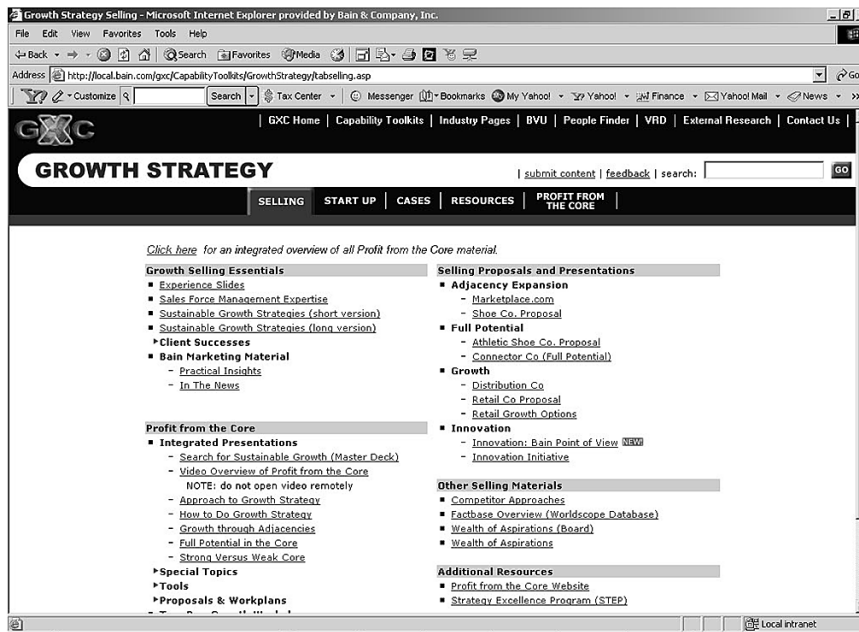 Growth Strategy Selling - Microsoft Internet Explorer provided by Bain & Company, Inc.
File Edit View Favorites Tools Help
Back Search Favorites Media
Address http://local.bain.com/gxc/CapabilityToolkits/GrowthStrategy/tabselling.asp Go
Y? Customize Search Tax Center Messenger Bookmarks My Yahoo! Yahoo! Finance Yahoo! Mail News »
GXC | GXC Home | Capability Toolkits | Industry Pages | BVU | People Finder | VRD | External Research | Contact Us |
GROWTH STRATEGY | submit content | feedback | search: GO
SELLING START UP | CASES | RESOURCES | PROFIT FROM THE CORE |
Click here for an integrated overview of all Profit from the Core material.
Growth Selling Essentials
Experience Slides
Sales Force Management Expertise
Sustainable Growth Strategies (short version)
Sustainable Growth Strategies (long version)
Client Successes
Bain Marketing Material
- Practical Insights
- In The News
Profit from the Core
Integrated Presentations
- Search for Sustainable Growth (Master Deck)
- Video Overview of Profit from the Core
NOTE: do not open video remotely
- Approach to Growth Strategy
- How to Do Growth Strategy
- Growth through Adjacencies
- Full Potential in the Core
- Strong Versus Weak Core
Special Topics
Tools
Proposals & Workplans
Selling Proposals and Presentations
Adjacency Expansion
- Marketplace.com
- Shoe Co. Proposal
Full Potential
- Athletic Shoe Co. Proposal
- Connector Co (Full Potential)
Growth
- Distribution Co
- Retail Co Proposal
- Retail Growth Options
Innovation
- Innovation: Bain Point of View NEW!
- Innovation Initiative
Other Selling Materials
Competitor Approaches
Factbase Overview (Worldscope Database)
Wealth of Aspirations (Board)
Wealth of Aspirations
Additional Resources
Profit from the Core Website
Strategy Excellence Program (STEP)
Local intranet